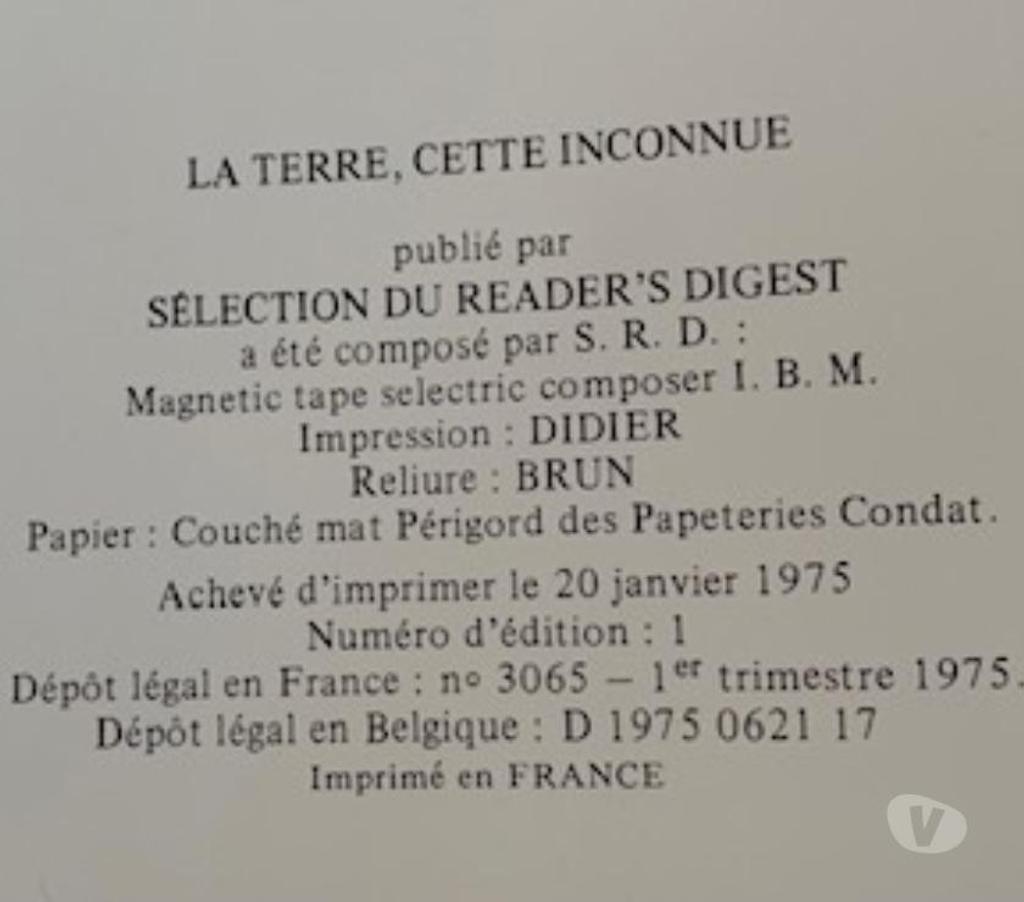 LA TERRE, CETTE INCONNUE
publié par
SÉLECTION DU READER'S DIGEST
a été composé par S. R. D. :
Magnetic tape selectric composer I. B. M.
Impression : DIDIER
Reliure : BRUN
Papier : Couché mat Périgord des Papeteries Condat.
Achevé d'imprimer le 20 janvier 1975
Numéro d'édition : 1
Dépôt légal en France : nº 3065 – 1er trimestre 1975.
Dépôt légal en Belgique : D 1975 0621 17
Imprimé en FRANCE
V